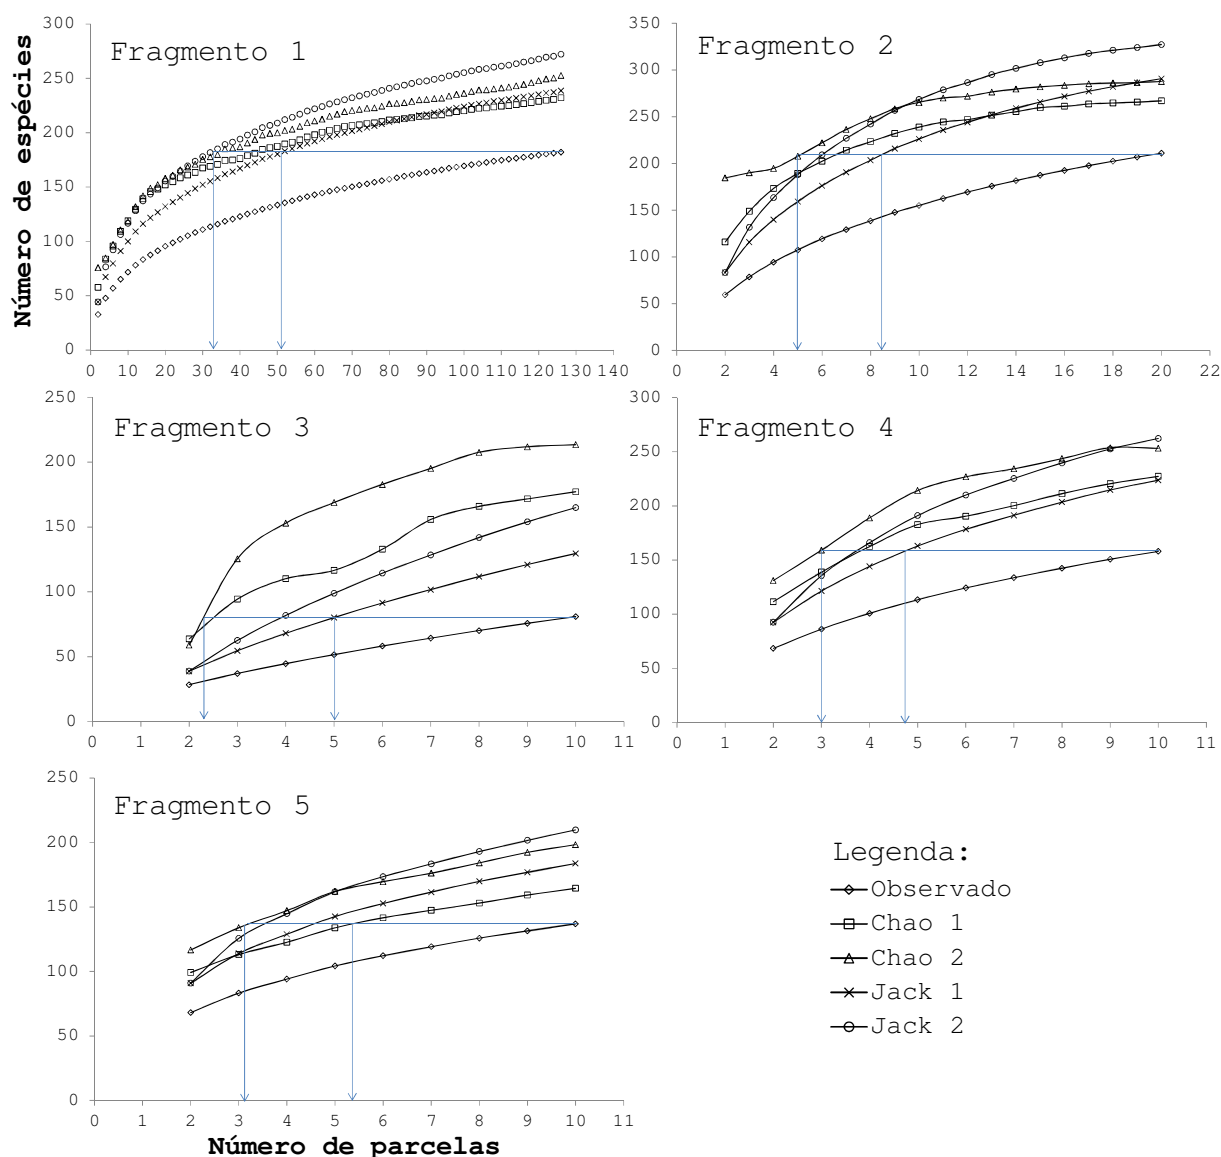 Número de espécies
Fragmento 1
300
250
200
150
100
50
0
0 10 20 30 40 50 60 70 80 90 100 110 120 130 140
Fragmento 2
350
300
250
200
150
100
50
0
0 2 4 6 8 10 12 14 16 18 20 22
Fragmento 3
250
200
150
100
50
0
0 1 2 3 4 5 6 7 8 9 10 11
Fragmento 4
300
250
200
150
100
50
0
0 1 2 3 4 5 6 7 8 9 10 11
Fragmento 5
250
200
150
100
50
0
0 1 2 3 4 5 6 7 8 9 10 11
Número de parcelas
Legenda:
Observado
Chao 1
Chao 2
Jack 1
Jack 2